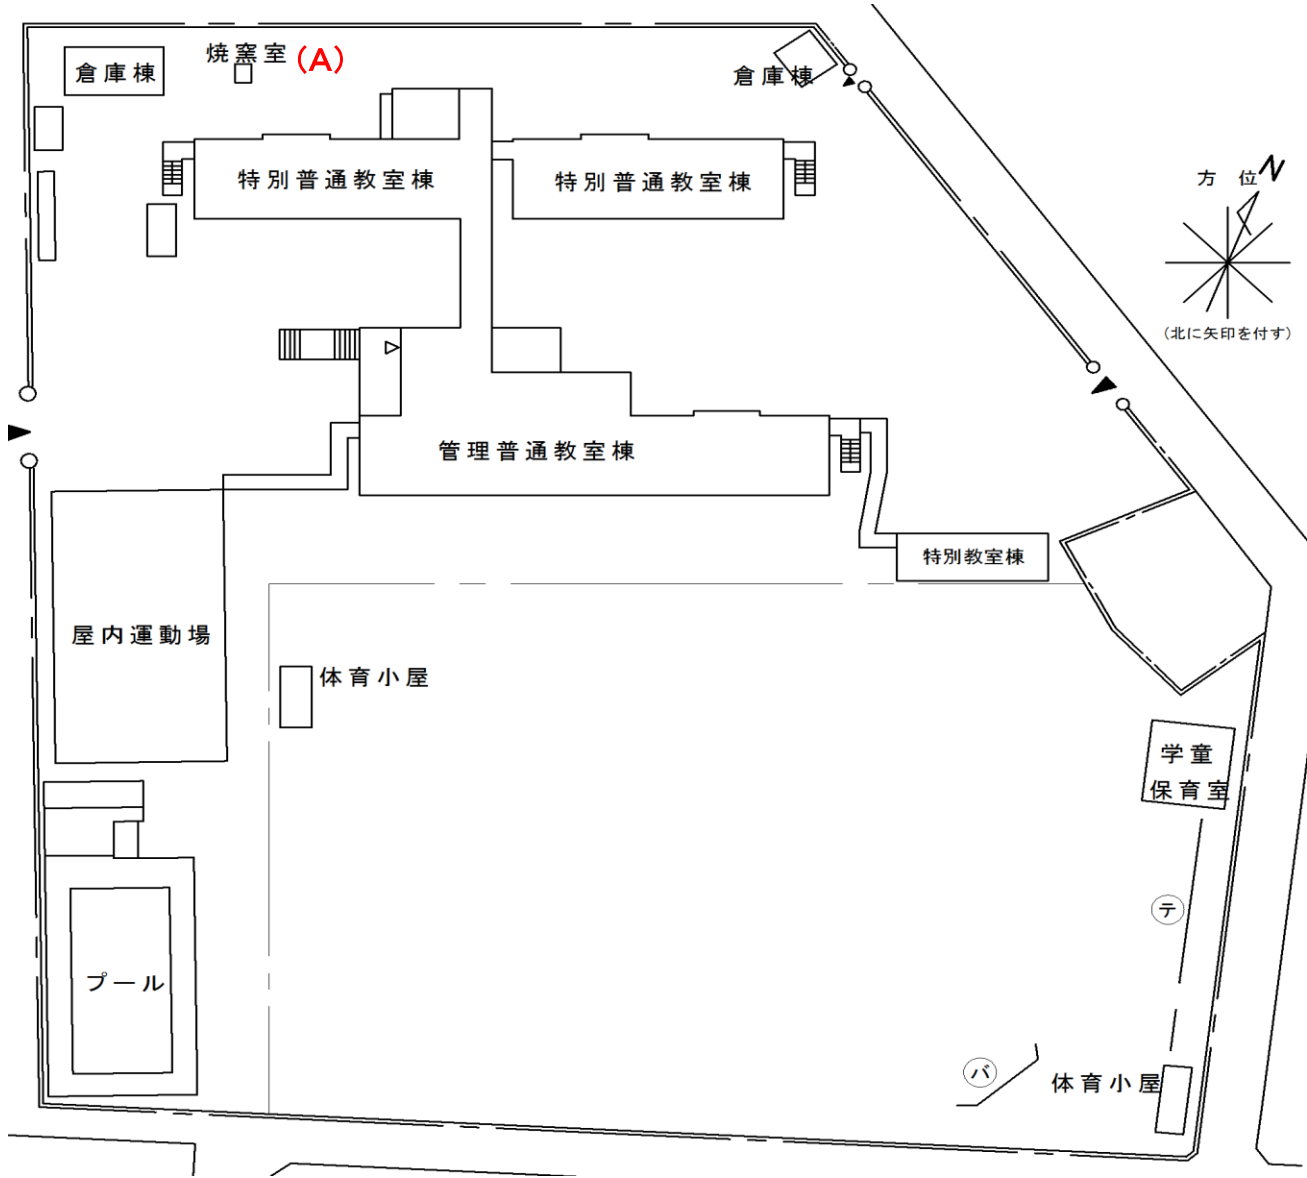 焼窯室 (A)
倉庫棟
倉庫棟
特別普通教室棟
特別普通教室棟
方位 N
(北に矢印を付す)
管理普通教室棟
特別教室棟
屋内運動場
体育小屋
学童
保育室
テ
プール
バ
体育小屋